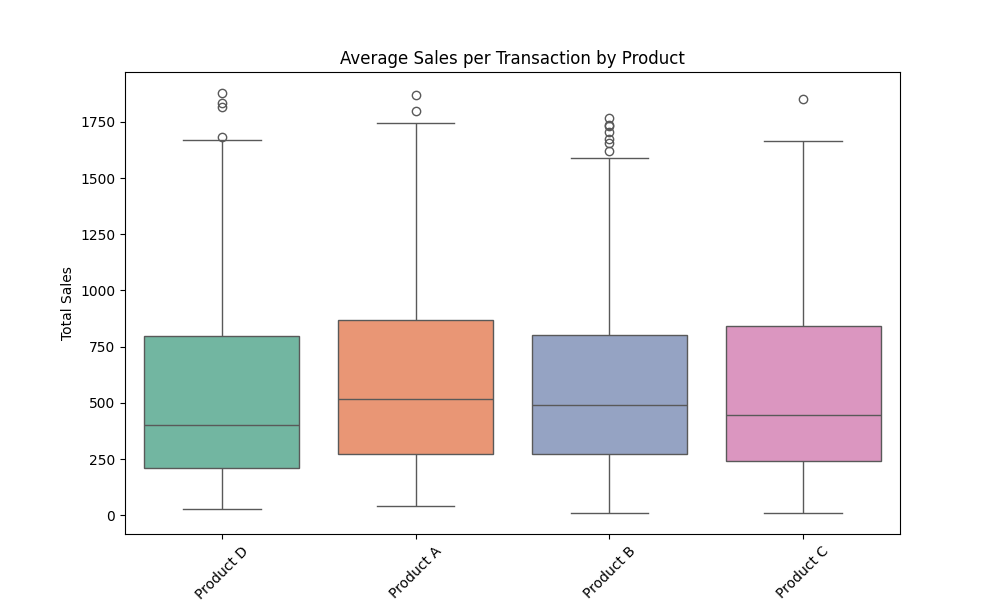 Average Sales per Transaction by Product
Total Sales
1750
1500
1250
1000
750
500
250
0
Product D
Product A
Product B
Product C